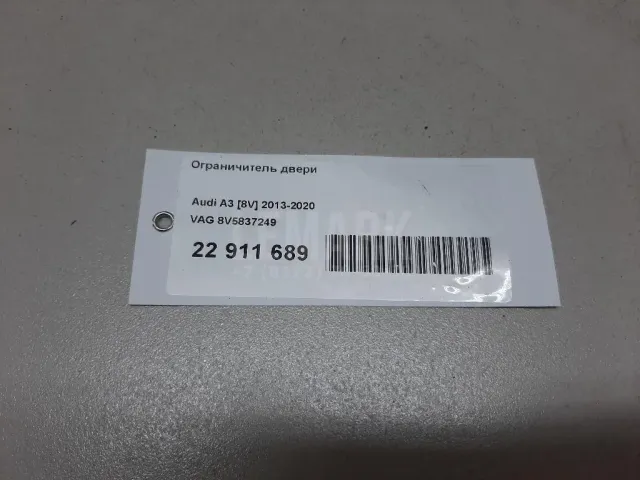 Ограничитель двери
Audi A3 [8V] 2013-2020
VAG 8V5837249
22 911 689